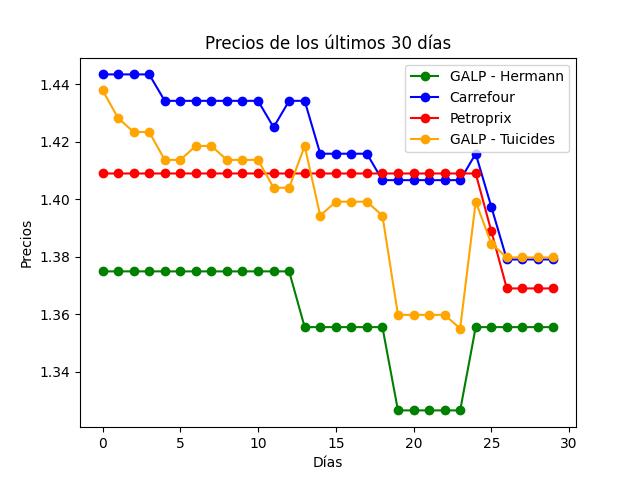 Precios de los últimos 30 días
GALP - Hermann
Carrefour
Petroprix
GALP - Tuicides
1.44
1.42
1.40
1.38
1.36
1.34
Precios
0 5 10 15 20 25 30
Días